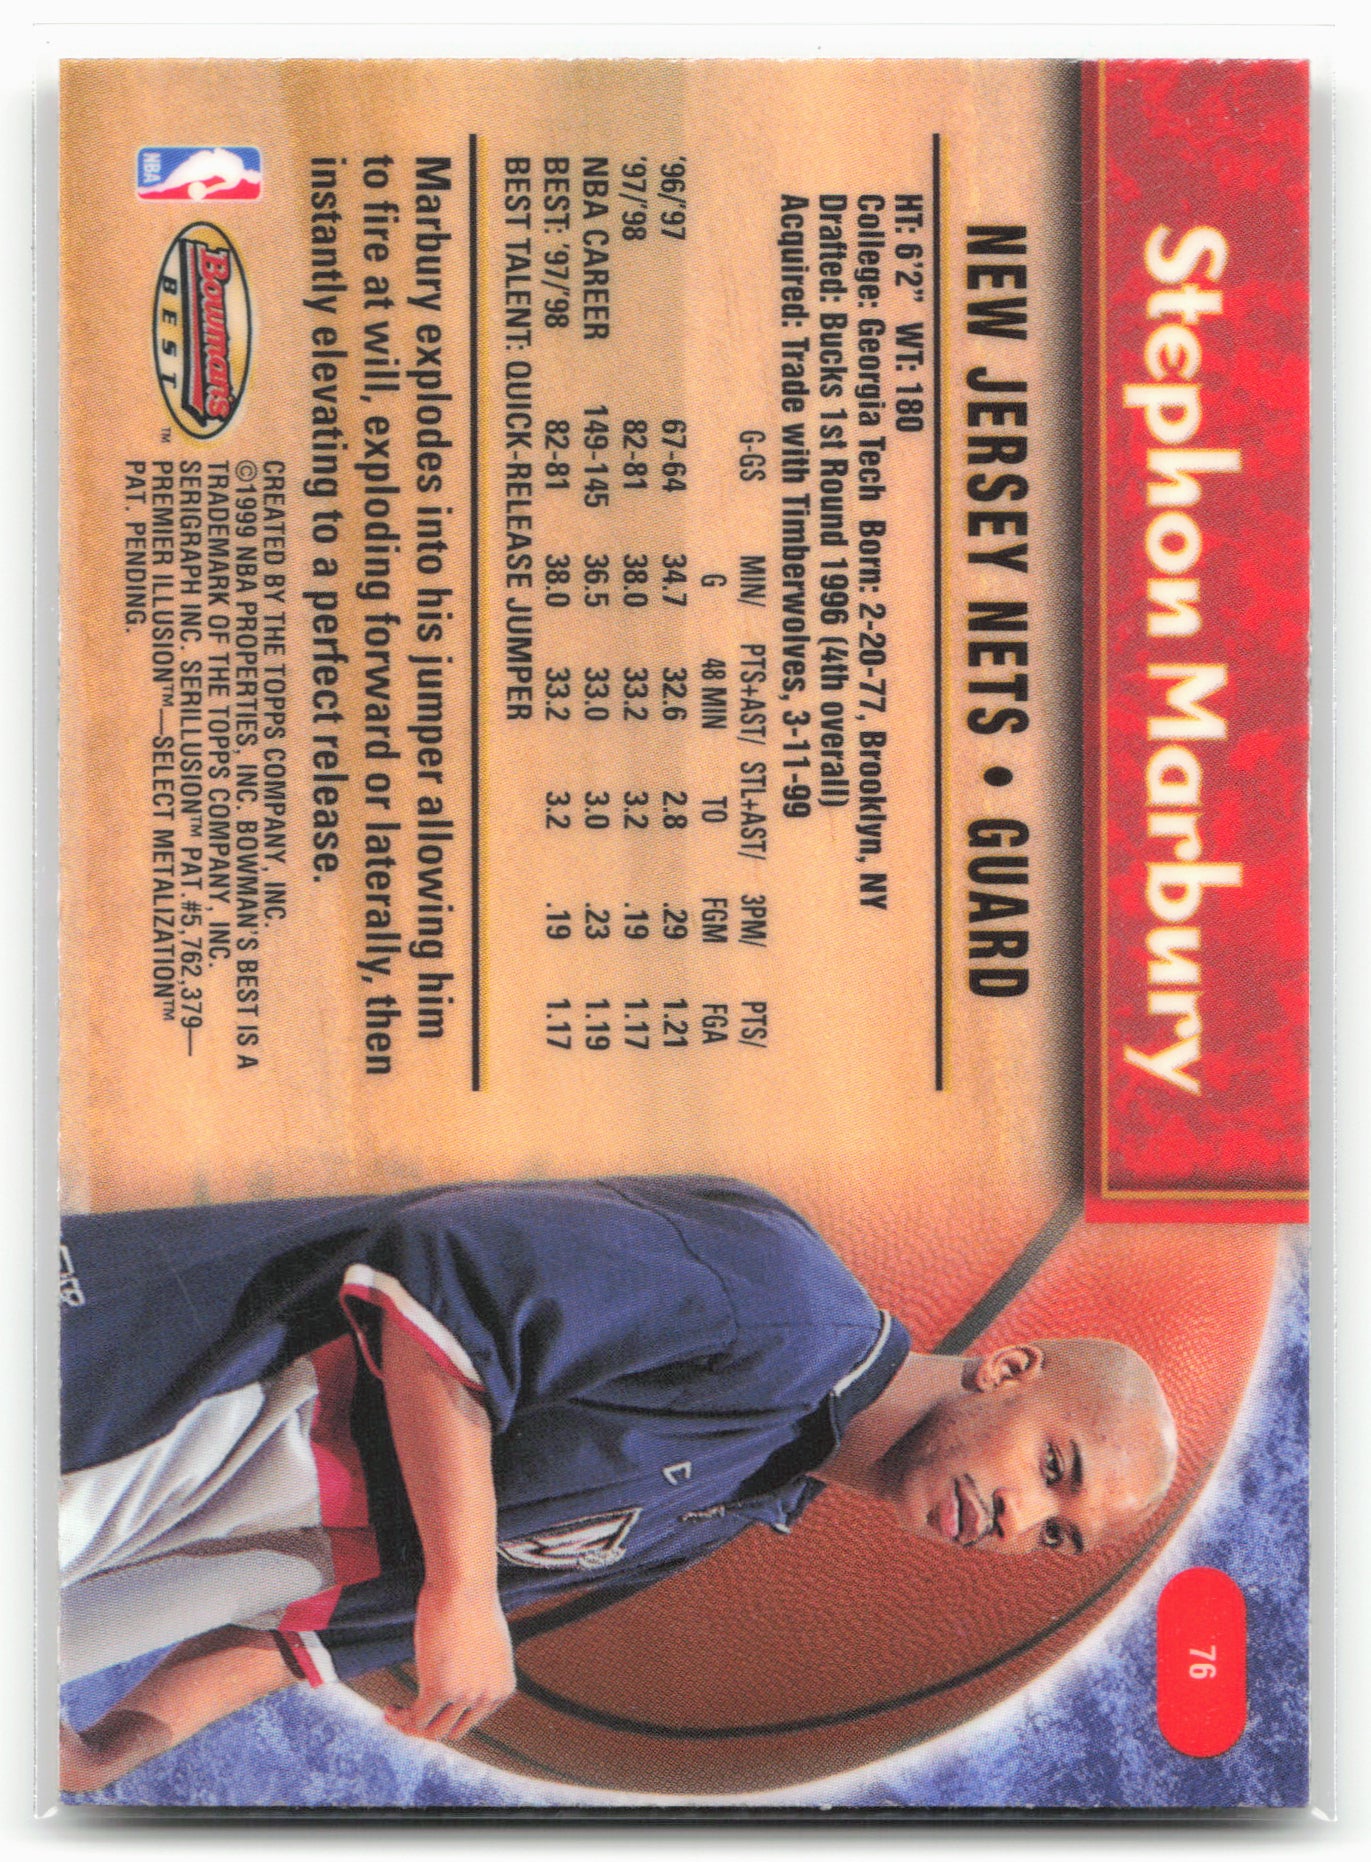 Stephon Marbury
76
NEW JERSEY NETS • GUARD
HT: 6'2" WT: 180
College: Georgia Tech Born: 2-20-77, Brooklyn, NY
Drafted: Bucks 1st Round 1996 (4th overall)
Acquired: Trade with Timberwolves, 3-11-99
G-GS MIN/ PTS+AST/ STL+AST/ 3PM/ PTS/
G 48 MIN TO FGM FGA
'96/'97 67-64 34.7 32.6 2.8 .29 1.21
'97/'98 82-81 38.0 33.2 3.2 .19 1.17
NBA CAREER 149-145 36.5 33.0 3.0 .23 1.19
BEST: '97/'98 82-81 38.0 33.2 3.2 .19 1.17
BEST TALENT: QUICK-RELEASE JUMPER
Marbury explodes into his jumper allowing him
to fire at will, exploding forward or laterally, then
instantly elevating to a perfect release.
NBA
Bowman's
BEST™
CREATED BY THE TOPPS COMPANY, INC.
©1999 NBA PROPERTIES, INC. BOWMAN'S BEST IS A
TRADEMARK OF THE TOPPS COMPANY, INC.
SERIGRAPH INC. SERILLUSION™ PAT.#5,762,379—
PREMIER ILLUSION™—SELECT METALIZATION™
PAT. PENDING.